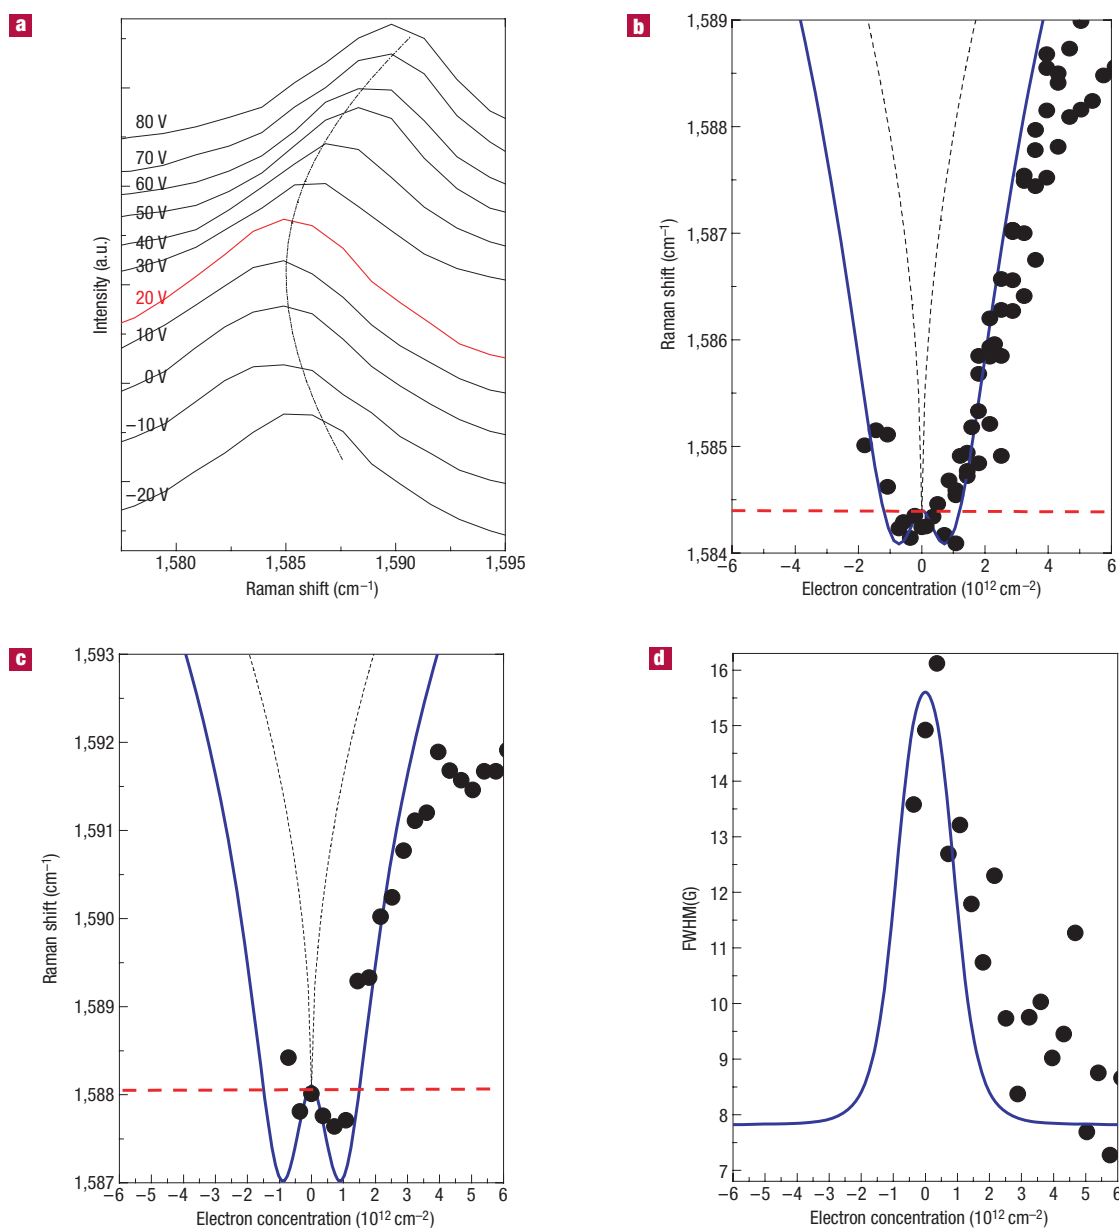 a
80 V
70 V
60 V
50 V
40 V
30 V
20 V
10 V
0 V
−10 V
−20 V
Intensity (a.u.)
1,580
1,585
1,590
1,595
Raman shift (cm⁻¹)
b
1,589
1,588
1,587
1,586
1,585
1,584
Raman shift (cm⁻¹)
−6 −4 −2 0 2 4 6
Electron concentration (10¹² cm⁻²)
c
1,593
1,592
1,591
1,590
1,589
1,588
1,587
Raman shift (cm⁻¹)
−6 −5 −4 −3 −2 −1 0 1 2 3 4 5 6
Electron concentration (10¹² cm⁻²)
d
16
15
14
13
12
11
10
9
8
7
FWHM(G)
−6 −5 −4 −3 −2 −1 0 1 2 3 4 5 6
Electron concentration (10¹² cm⁻²)